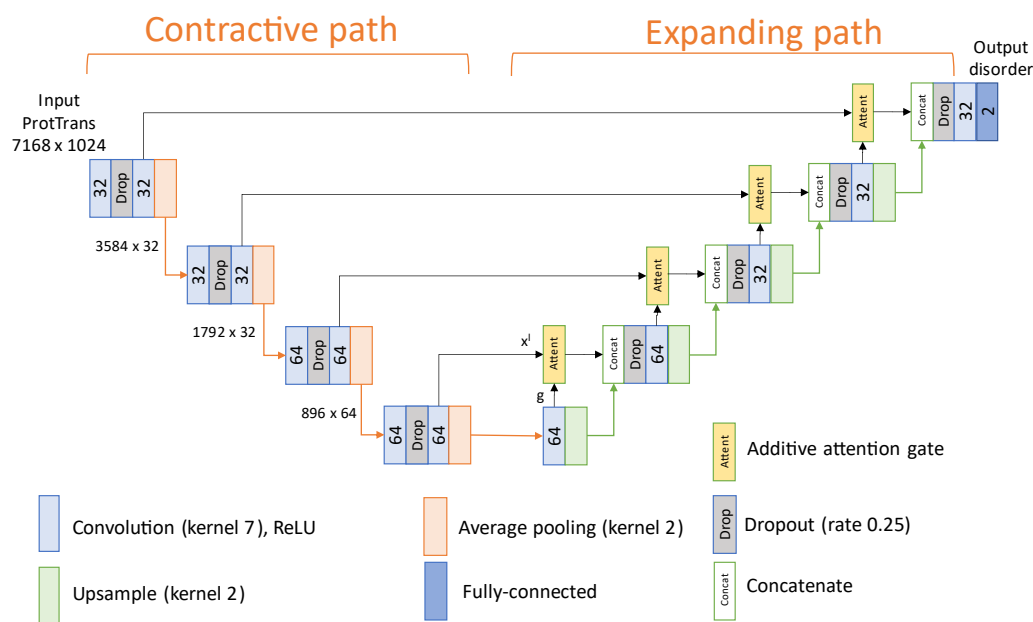 Contractive path
Expanding path
Output
disorder
Input
ProtTrans
7168 x 1024
32
Drop
32
3584 x 32
32
Drop
32
1792 x 32
64
Drop
64
896 x 64
64
Drop
64
64
g
x^l
Attent
Concat
Drop
64
Attent
Concat
Drop
32
Attent
Concat
Drop
32
Attent
Concat
Drop
32
2
Attent
Additive attention gate
Convolution (kernel 7), ReLU
Average pooling (kernel 2)
Drop
Dropout (rate 0.25)
Upsample (kernel 2)
Fully-connected
Concat
Concatenate